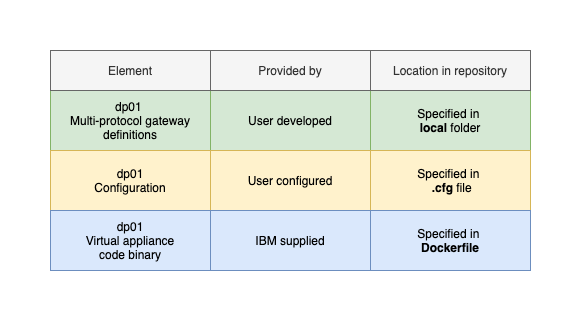 Element
Provided by
Location in repository
dp01
Multi-protocol gateway
definitions
User developed
Specified in
local folder
dp01
Configuration
User configured
Specified in
.cfg file
dp01
Virtual appliance
code binary
IBM supplied
Specified in
Dockerfile